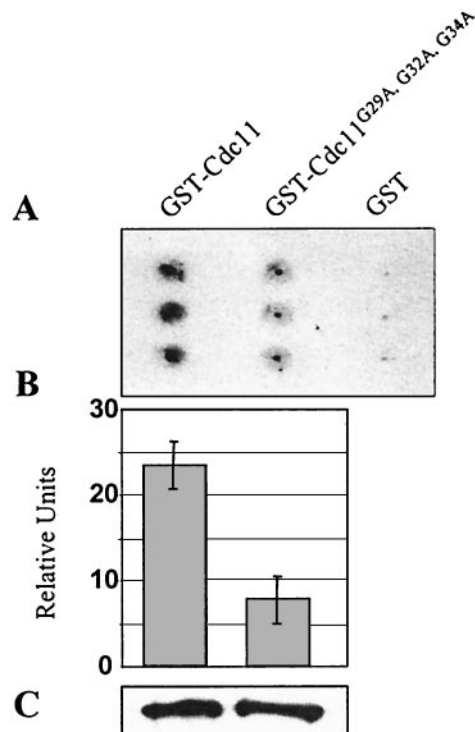 GST-Cdc11
GST-Cdc11G29A, G32A, G34A
GST
A
B
30
20
10
0
Relative Units
C